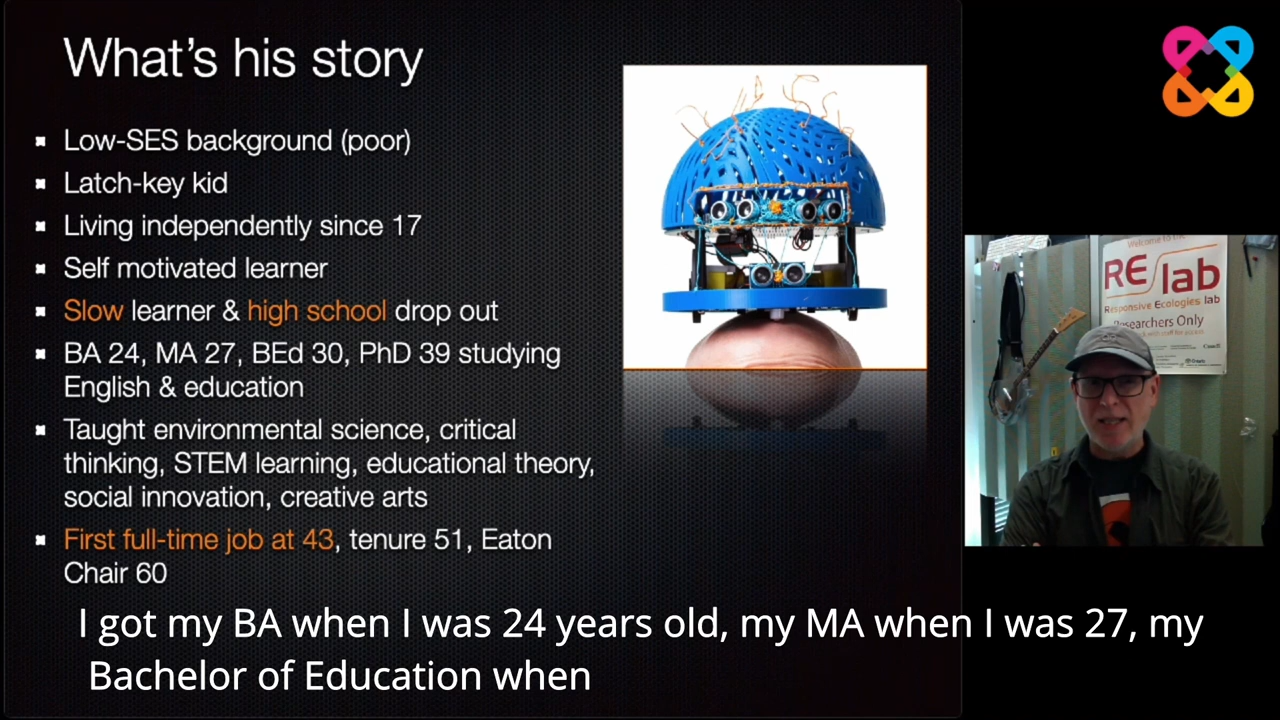 What's his story
Low-SES background (poor)
Latch-key kid
Living independently since 17
Self motivated learner
Slow learner & high school drop out
BA 24, MA 27, BEd 30, PhD 39 studying
English & education
Taught environmental science, critical
thinking, STEM learning, educational theory,
social innovation, creative arts
First full-time job at 43, tenure 51, Eaton
Chair 60
Welcome to the
RE lab
Responsive Ecologies lab
Researchers Only
I got my BA when I was 24 years old, my MA when I was 27, my
Bachelor of Education when